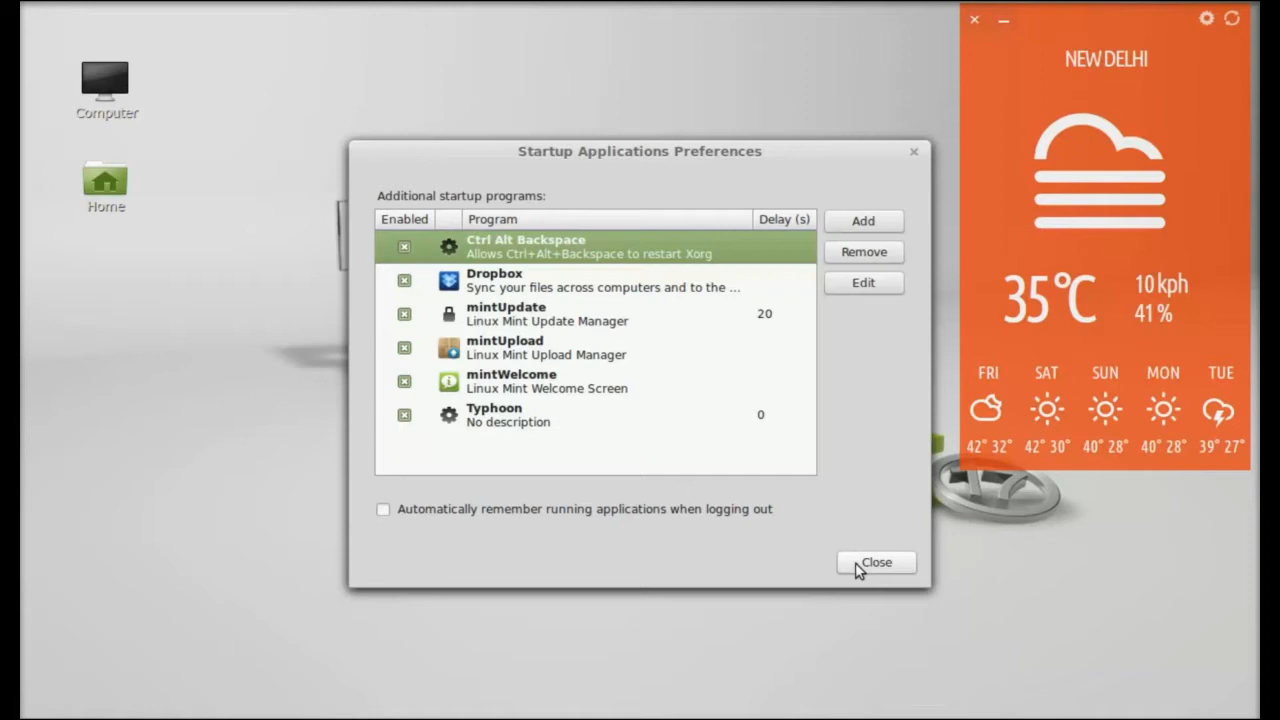 Computer
Home
Startup Applications Preferences
Additional startup programs:
Enabled Program Delay (s)
Ctrl Alt Backspace
Allows Ctrl+Alt+Backspace to restart Xorg
Dropbox
Sync your files across computers and to the ...
mintUpdate
Linux Mint Update Manager
20
mintUpload
Linux Mint Upload Manager
mintWelcome
Linux Mint Welcome Screen
Typhoon
No description
0
Add
Remove
Edit
Automatically remember running applications when logging out
Close
NEW DELHI
35°C
10 kph
41 %
FRI SAT SUN MON TUE
42° 32° 42° 30° 40° 28° 40° 28° 39° 27°